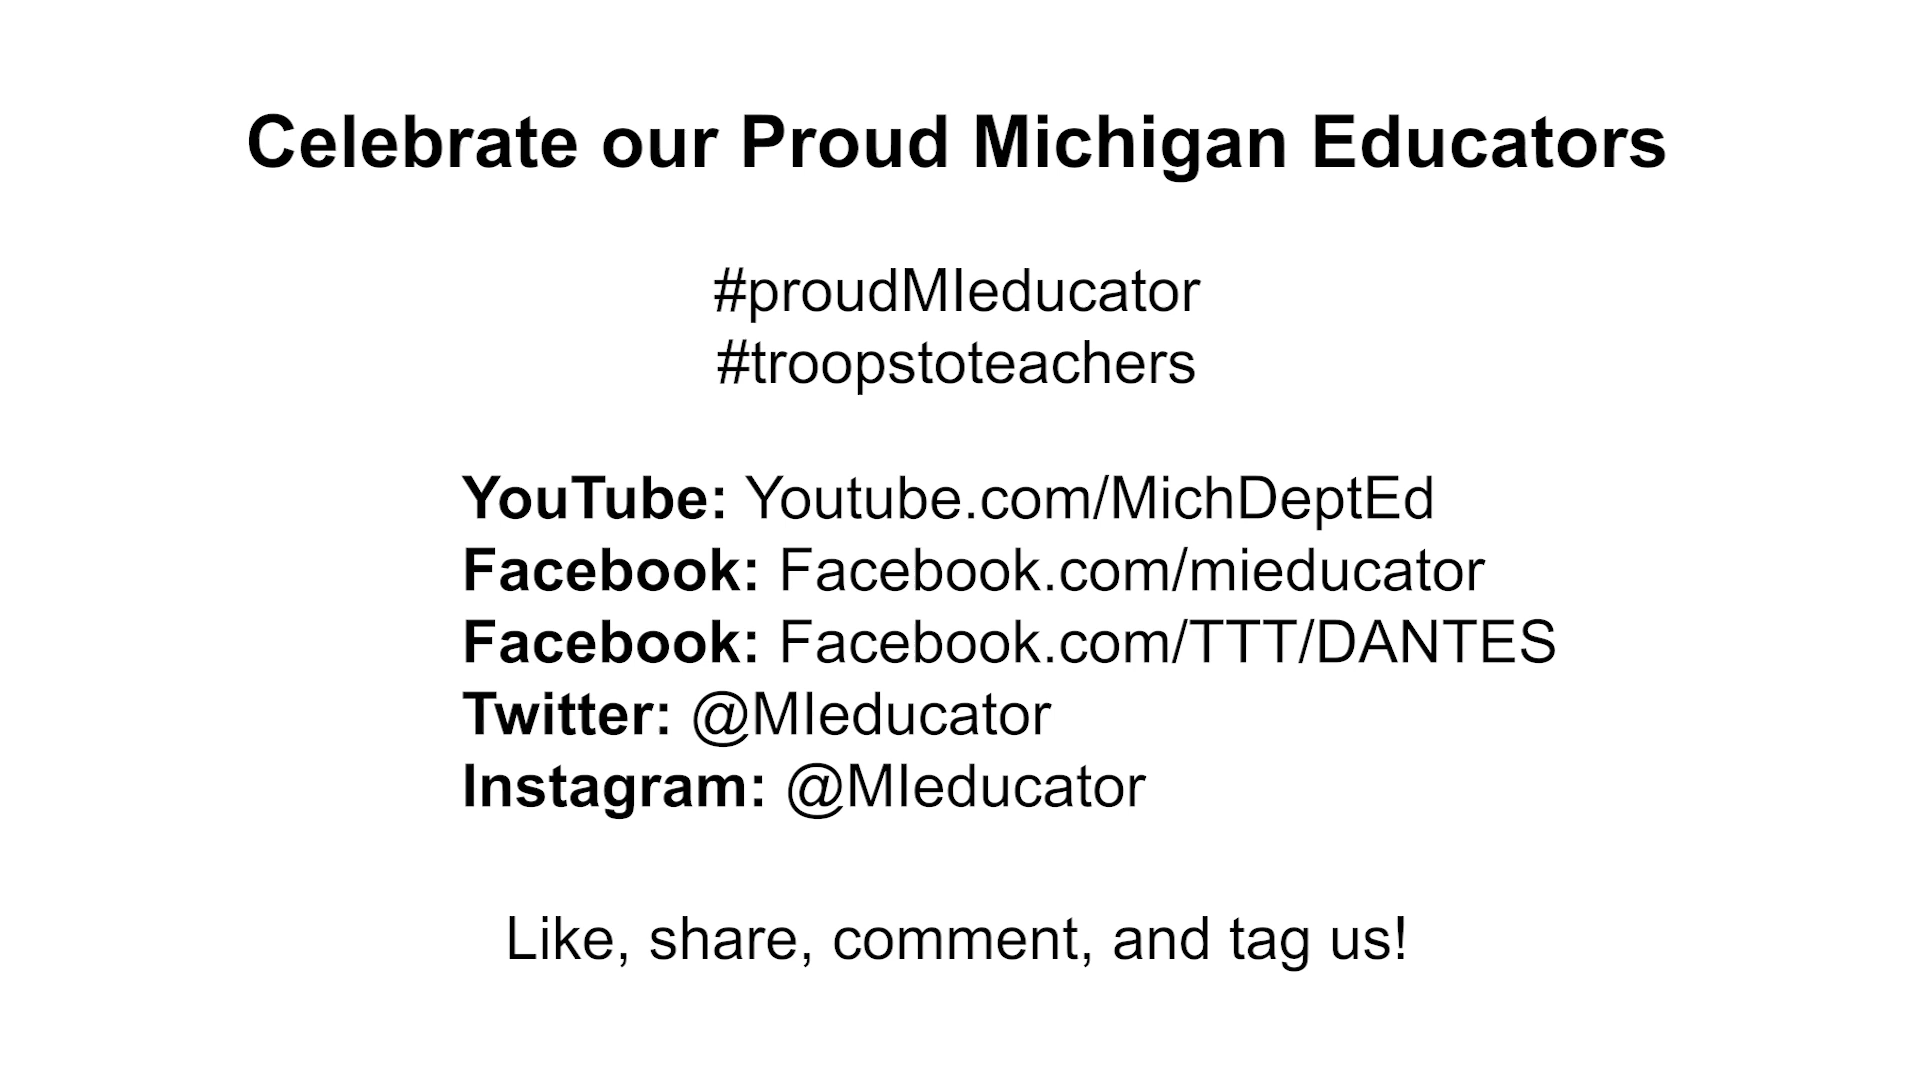 Celebrate our Proud Michigan Educators
#proudMIeducator
#troopstoteachers
YouTube: Youtube.com/MichDeptEd
Facebook: Facebook.com/mieducator
Facebook: Facebook.com/TTT/DANTES
Twitter: @MIeducator
Instagram: @MIeducator
Like, share, comment, and tag us!